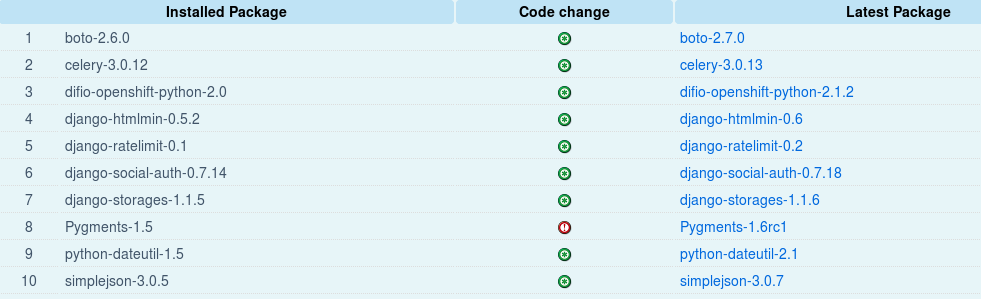 Installed Package Code change Latest Package
1 boto-2.6.0 boto-2.7.0
2 celery-3.0.12 celery-3.0.13
3 difio-openshift-python-2.0 difio-openshift-python-2.1.2
4 django-htmlmin-0.5.2 django-htmlmin-0.6
5 django-ratelimit-0.1 django-ratelimit-0.2
6 django-social-auth-0.7.14 django-social-auth-0.7.18
7 django-storages-1.1.5 django-storages-1.1.6
8 Pygments-1.5 Pygments-1.6rc1
9 python-dateutil-1.5 python-dateutil-2.1
10 simplejson-3.0.5 simplejson-3.0.7